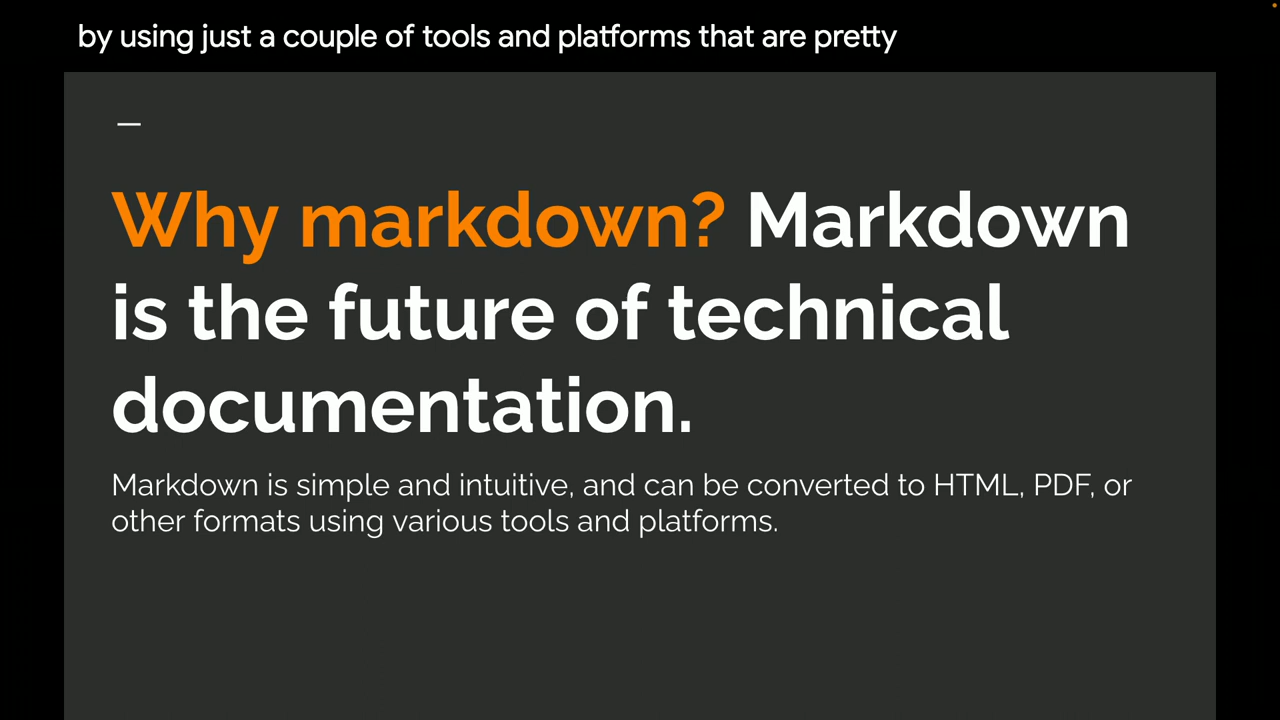 by using just a couple of tools and platforms that are pretty
Why markdown? Markdown
is the future of technical
documentation.
Markdown is simple and intuitive, and can be converted to HTML, PDF, or
other formats using various tools and platforms.